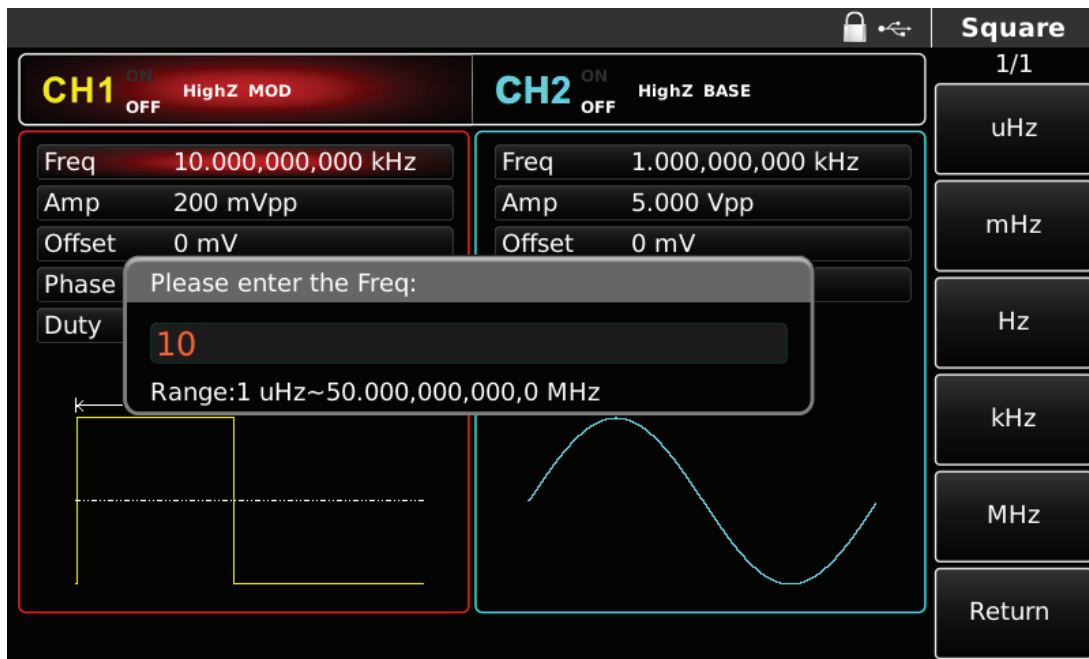 Square
1/1
CH1 ON OFF HighZ MOD
CH2 ON OFF HighZ BASE
Freq 10.000,000,000 kHz
Amp 200 mVpp
Offset 0 mV
Phase
Duty
Freq 1.000,000,000 kHz
Amp 5.000 Vpp
Offset 0 mV
Please enter the Freq:
10
Range:1 uHz~50.000,000,000,0 MHz
uHz
mHz
Hz
kHz
MHz
Return